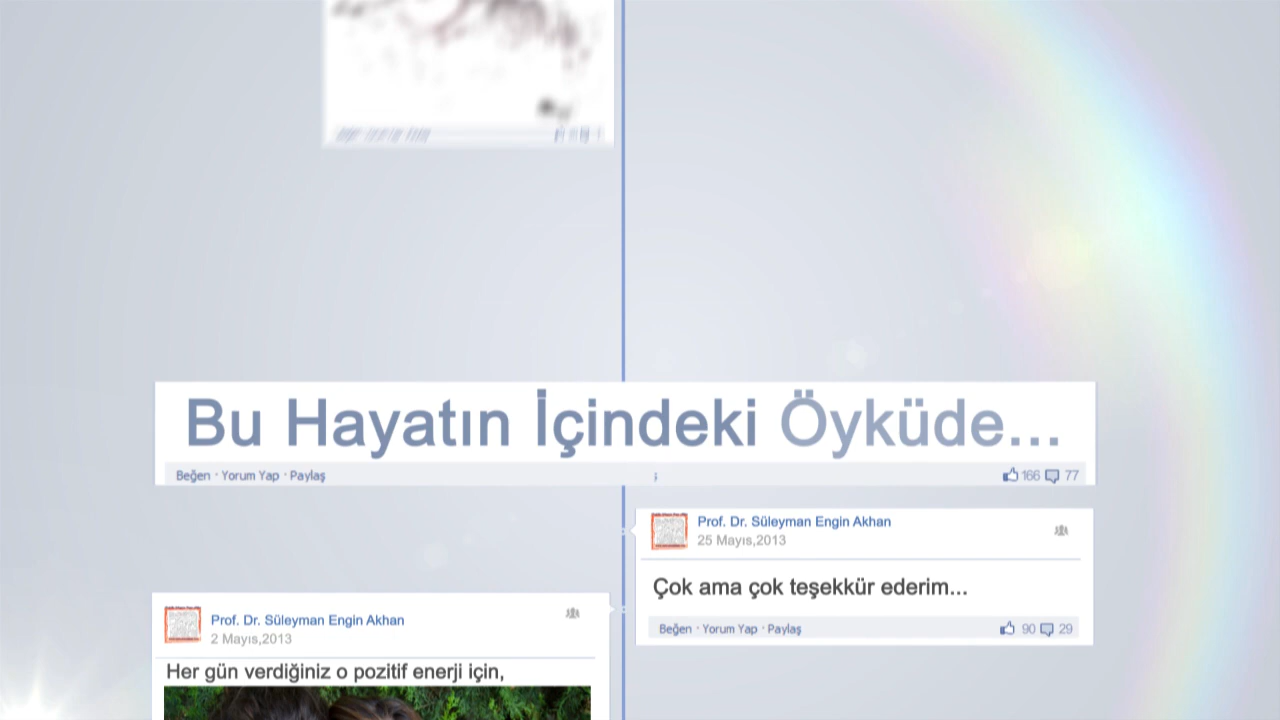 Bu Hayatın İçindeki Öyküde...
Beğen · Yorum Yap · Paylaş
166 77
Prof. Dr. Süleyman Engin Akhan
25 Mayıs,2013
Çok ama çok teşekkür ederim...
Beğen · Yorum Yap · Paylaş
90 29
Prof. Dr. Süleyman Engin Akhan
2 Mayıs,2013
Her gün verdiğiniz o pozitif enerji için,